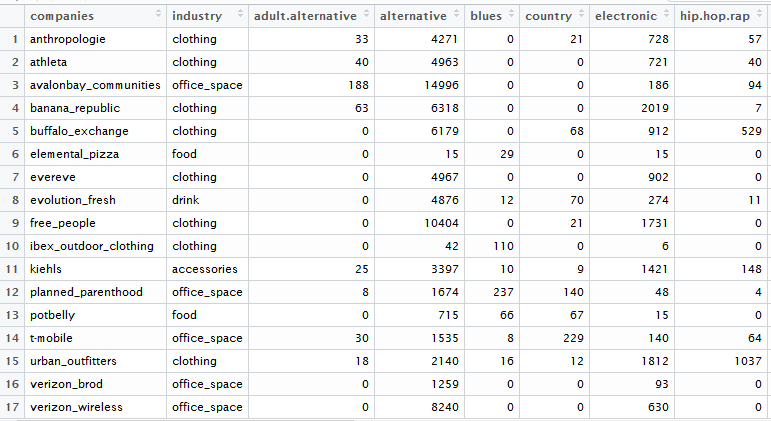 companies industry adult.alternative alternative blues country electronic hip.hop.rap
1 anthropologie clothing 33 4271 0 21 728 57
2 athleta clothing 40 4963 0 0 721 40
3 avalonbay_communities office_space 188 14996 0 0 186 94
4 banana_republic clothing 63 6318 0 0 2019 7
5 buffalo_exchange clothing 0 6179 0 68 912 529
6 elemental_pizza food 0 15 29 0 15 0
7 evereve clothing 0 4967 0 0 902 0
8 evolution_fresh drink 0 4876 12 70 274 11
9 free_people clothing 0 10404 0 21 1731 0
10 ibex_outdoor_clothing clothing 0 42 110 0 6 0
11 kiehls accessories 25 3397 10 9 1421 148
12 planned_parenthood office_space 8 1674 237 140 48 4
13 potbelly food 0 715 66 67 15 0
14 t-mobile office_space 30 1535 8 229 140 64
15 urban_outfitters clothing 18 2140 16 12 1812 1037
16 verizon_brod office_space 0 1259 0 0 93 0
17 verizon_wireless office_space 0 8240 0 0 630 0